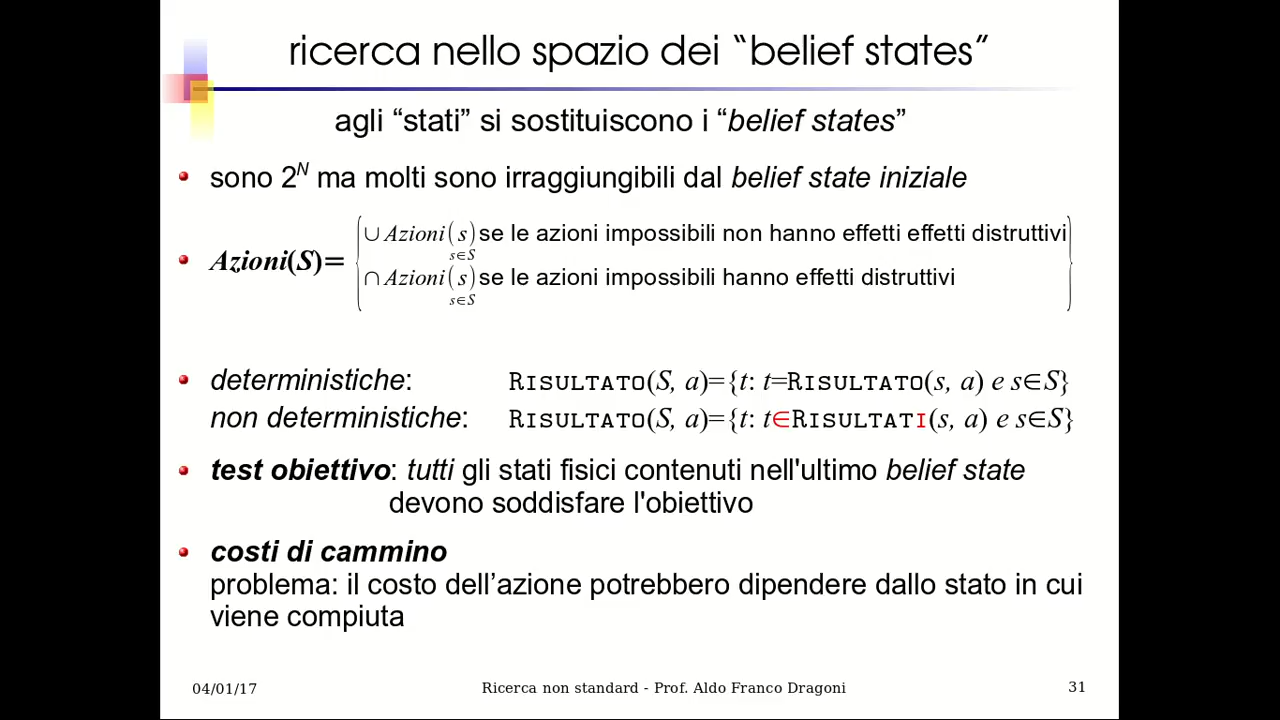 ricerca nello spazio dei “belief states”
agli “stati” si sostituiscono i “belief states”
sono 2^N ma molti sono irraggiungibili dal belief state iniziale
∪ Azioni(s) se le azioni impossibili non hanno effetti effetti distruttivi
s∈S
Azioni(S)=
∩ Azioni(s) se le azioni impossibili hanno effetti distruttivi
s∈S
deterministiche: RISULTATO(S, a)={t: t=RISULTATO(s, a) e s∈S}
non deterministiche: RISULTATO(S, a)={t: t∈RISULTATI(s, a) e s∈S}
test obiettivo: tutti gli stati fisici contenuti nell'ultimo belief state
devono soddisfare l'obiettivo
costi di cammino
problema: il costo dell’azione potrebbero dipendere dallo stato in cui
viene compiuta
04/01/17 Ricerca non standard - Prof. Aldo Franco Dragoni 31